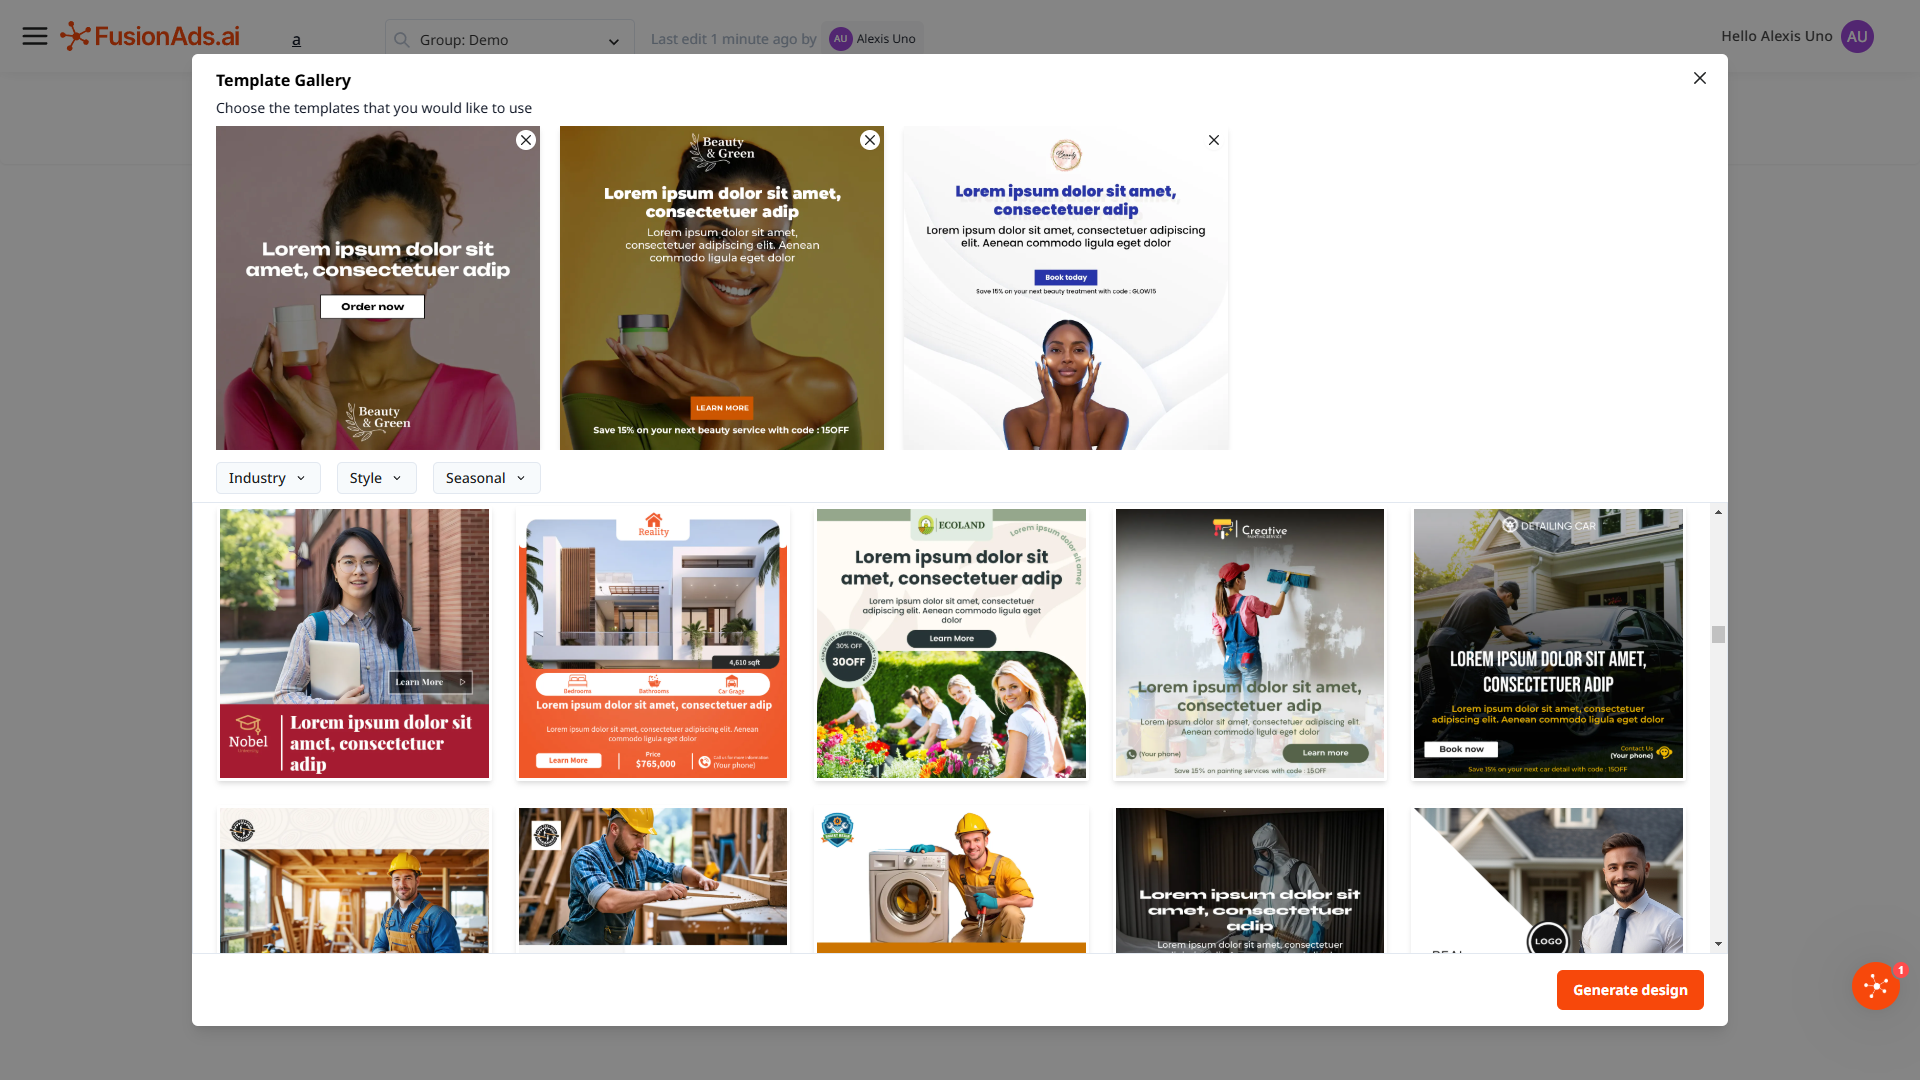 FusionAds.ai
a
Group: Demo
Last edit 1 minute ago by
AU
Alexis Uno
Hello Alexis Uno
AU
Template Gallery
Choose the templates that you would like to use
Lorem ipsum dolor sit
amet, consectetuer adip
Order now
Beauty
& Green
Beauty
& Green
Lorem ipsum dolor sit amet,
consectetuer adip
Lorem ipsum dolor sit amet,
consectetuer adipiscing elit. Aenean
commodo ligula eget dolor
LEARN MORE
Save 15% on your next beauty service with code : 15OFF
Beauty
Lorem ipsum dolor sit amet,
consectetuer adip
Lorem ipsum dolor sit amet, consectetuer adipiscing
elit. Aenean commodo ligula eget dolor
Book today
Save 15% on your next beauty treatment with code : GLOW15
Industry
Style
Seasonal
Learn More
Nobel
Lorem ipsum dolor sit
amet, consectetuer
adip
Reality
4,610 sqft
Bedrooms
Bathrooms
Car Grage
Lorem ipsum dolor sit amet, consectetuer adip
Lorem ipsum dolor sit amet, consectetuer adipiscing elit. Aenean
commodo ligula eget dolor
Learn More
Price
$765,000
Call us for more information
(Your phone)
ECOLAND
Lorem ipsum dolor sit amet
Lorem ipsum dolor sit
amet, consectetuer adip
Lorem ipsum dolor sit amet, consectetuer
adipiscing elit. Aenean commodo ligula eget
dolor
Learn More
30% OFF
30OFF
Creative
PAINTING SERVICE
Lorem ipsum dolor sit amet,
consectetuer adip
Lorem ipsum dolor sit amet, consectetuer adipiscing elit.
Aenean commodo ligula eget dolor
(Your phone)
Learn more
Save 15% on painting services with code : 15OFF
DETAILING CAR
LOREM IPSUM DOLOR SIT AMET,
CONSECTETUER ADIP
Lorem ipsum dolor sit amet, consectetuer
adipiscing elit. Aenean commodo ligula eget dolor
Book now
Contact Us
(Your phone)
Save 15% on your next car detail with code : 15OFF
Lorem ipsum dolor sit
amet, consectetuer
adip
Lorem ipsum dolor sit amet, consectetuer
LOGO
Generate design
1